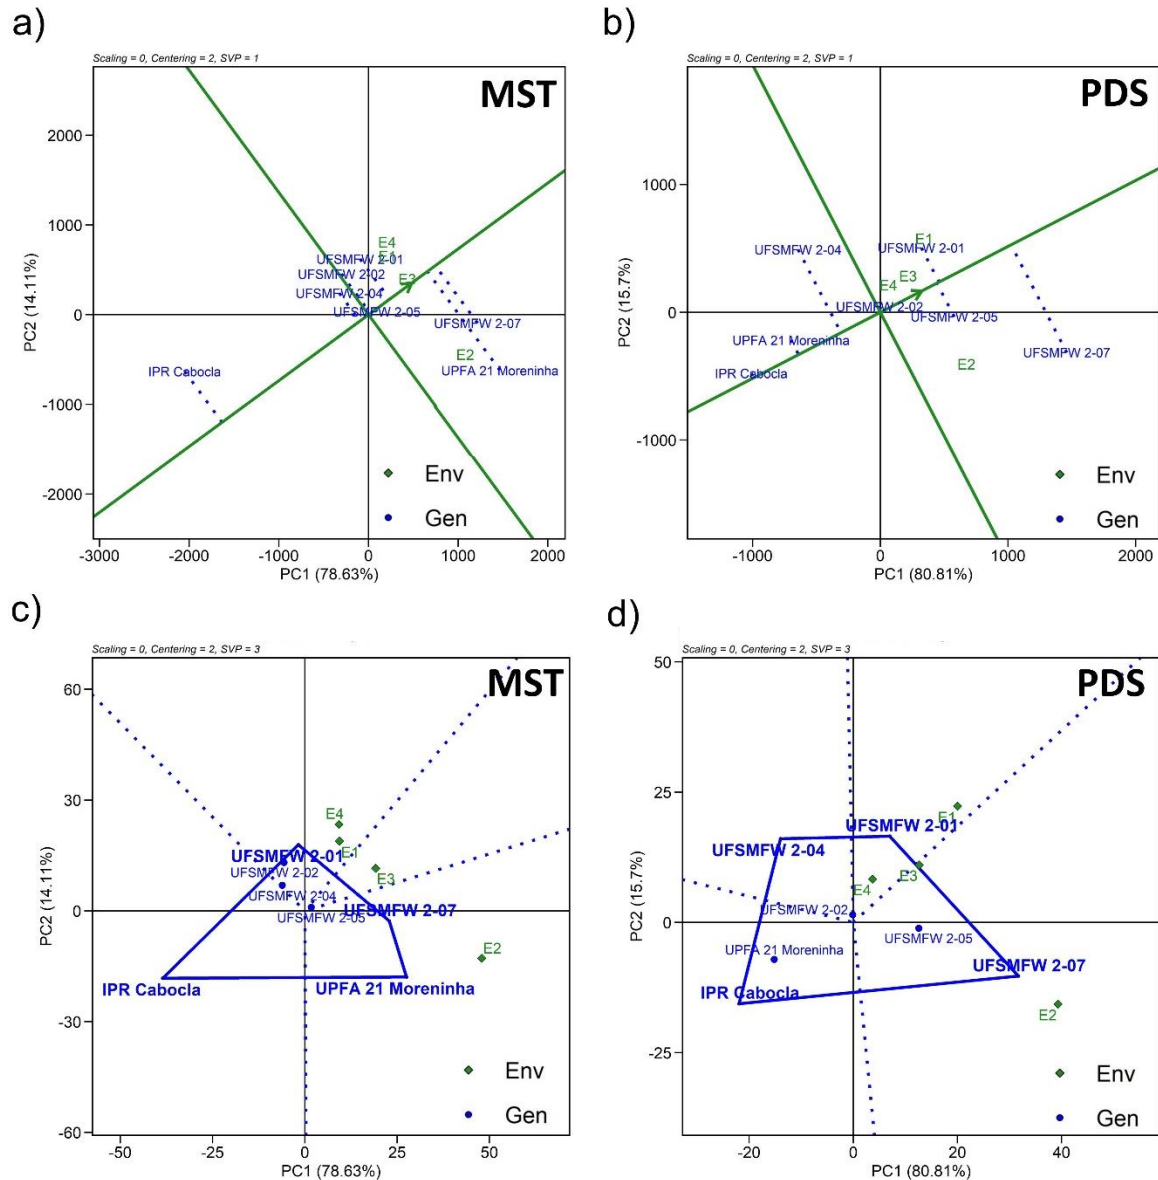 a)
Scaling = 0, Centering = 2, SVP = 1
MST
2000
1000
0
-1000
-2000
PC2 (14.11%)
E4
E1
UFSMFW 2-01
UFSMFW 2-02
E3
UFSMFW 2-04
UFSMFW 2-05
UFSMFW 2-07
E2
UPFA 21 Moreninha
IPR Cabocla
Env
Gen
-3000 -2000 -1000 0 1000 2000
PC1 (78.63%)
b)
Scaling = 0, Centering = 2, SVP = 1
PDS
1000
0
-1000
PC2 (15.7%)
E1
UFSMFW 2-04
UFSMFW 2-01
E3
E4
UFSMFW 2-02
UFSMFW 2-05
UPFA 21 Moreninha
UFSMFW 2-07
E2
IPR Cabocla
Env
Gen
-1000 0 1000 2000
PC1 (80.81%)
c)
Scaling = 0, Centering = 2, SVP = 3
MST
60
30
0
-30
-60
PC2 (14.11%)
E4
E1
UFSMFW 2-01
UFSMFW 2-02
E3
UFSMFW 2-04
UFSMFW 2-05
UFSMFW 2-07
E2
IPR Cabocla
UPFA 21 Moreninha
Env
Gen
-50 -25 0 25 50
PC1 (78.63%)
d)
Scaling = 0, Centering = 2, SVP = 3
PDS
50
25
0
-25
PC2 (15.7%)
E1
UFSMFW 2-01
UFSMFW 2-04
E3
E4
UFSMFW 2-02
UFSMFW 2-05
UPFA 21 Moreninha
UFSMFW 2-07
IPR Cabocla
E2
Env
Gen
-20 0 20 40
PC1 (80.81%)